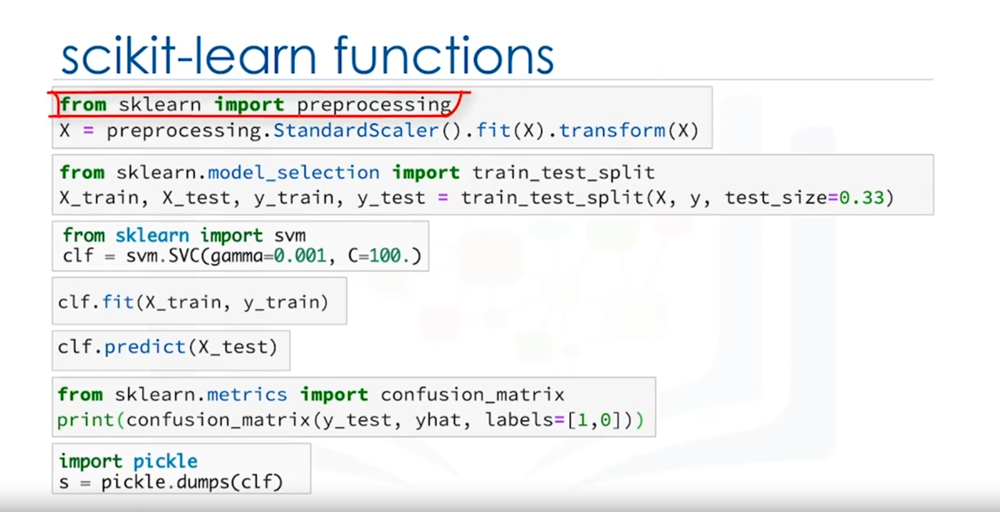 scikit-learn functions
from sklearn import preprocessing
X = preprocessing.StandardScaler().fit(X).transform(X)
from sklearn.model_selection import train_test_split
X_train, X_test, y_train, y_test = train_test_split(X, y, test_size=0.33)
from sklearn import svm
clf = svm.SVC(gamma=0.001, C=100.)
clf.fit(X_train, y_train)
clf.predict(X_test)
from sklearn.metrics import confusion_matrix
print(confusion_matrix(y_test, yhat, labels=[1,0]))
import pickle
s = pickle.dumps(clf)